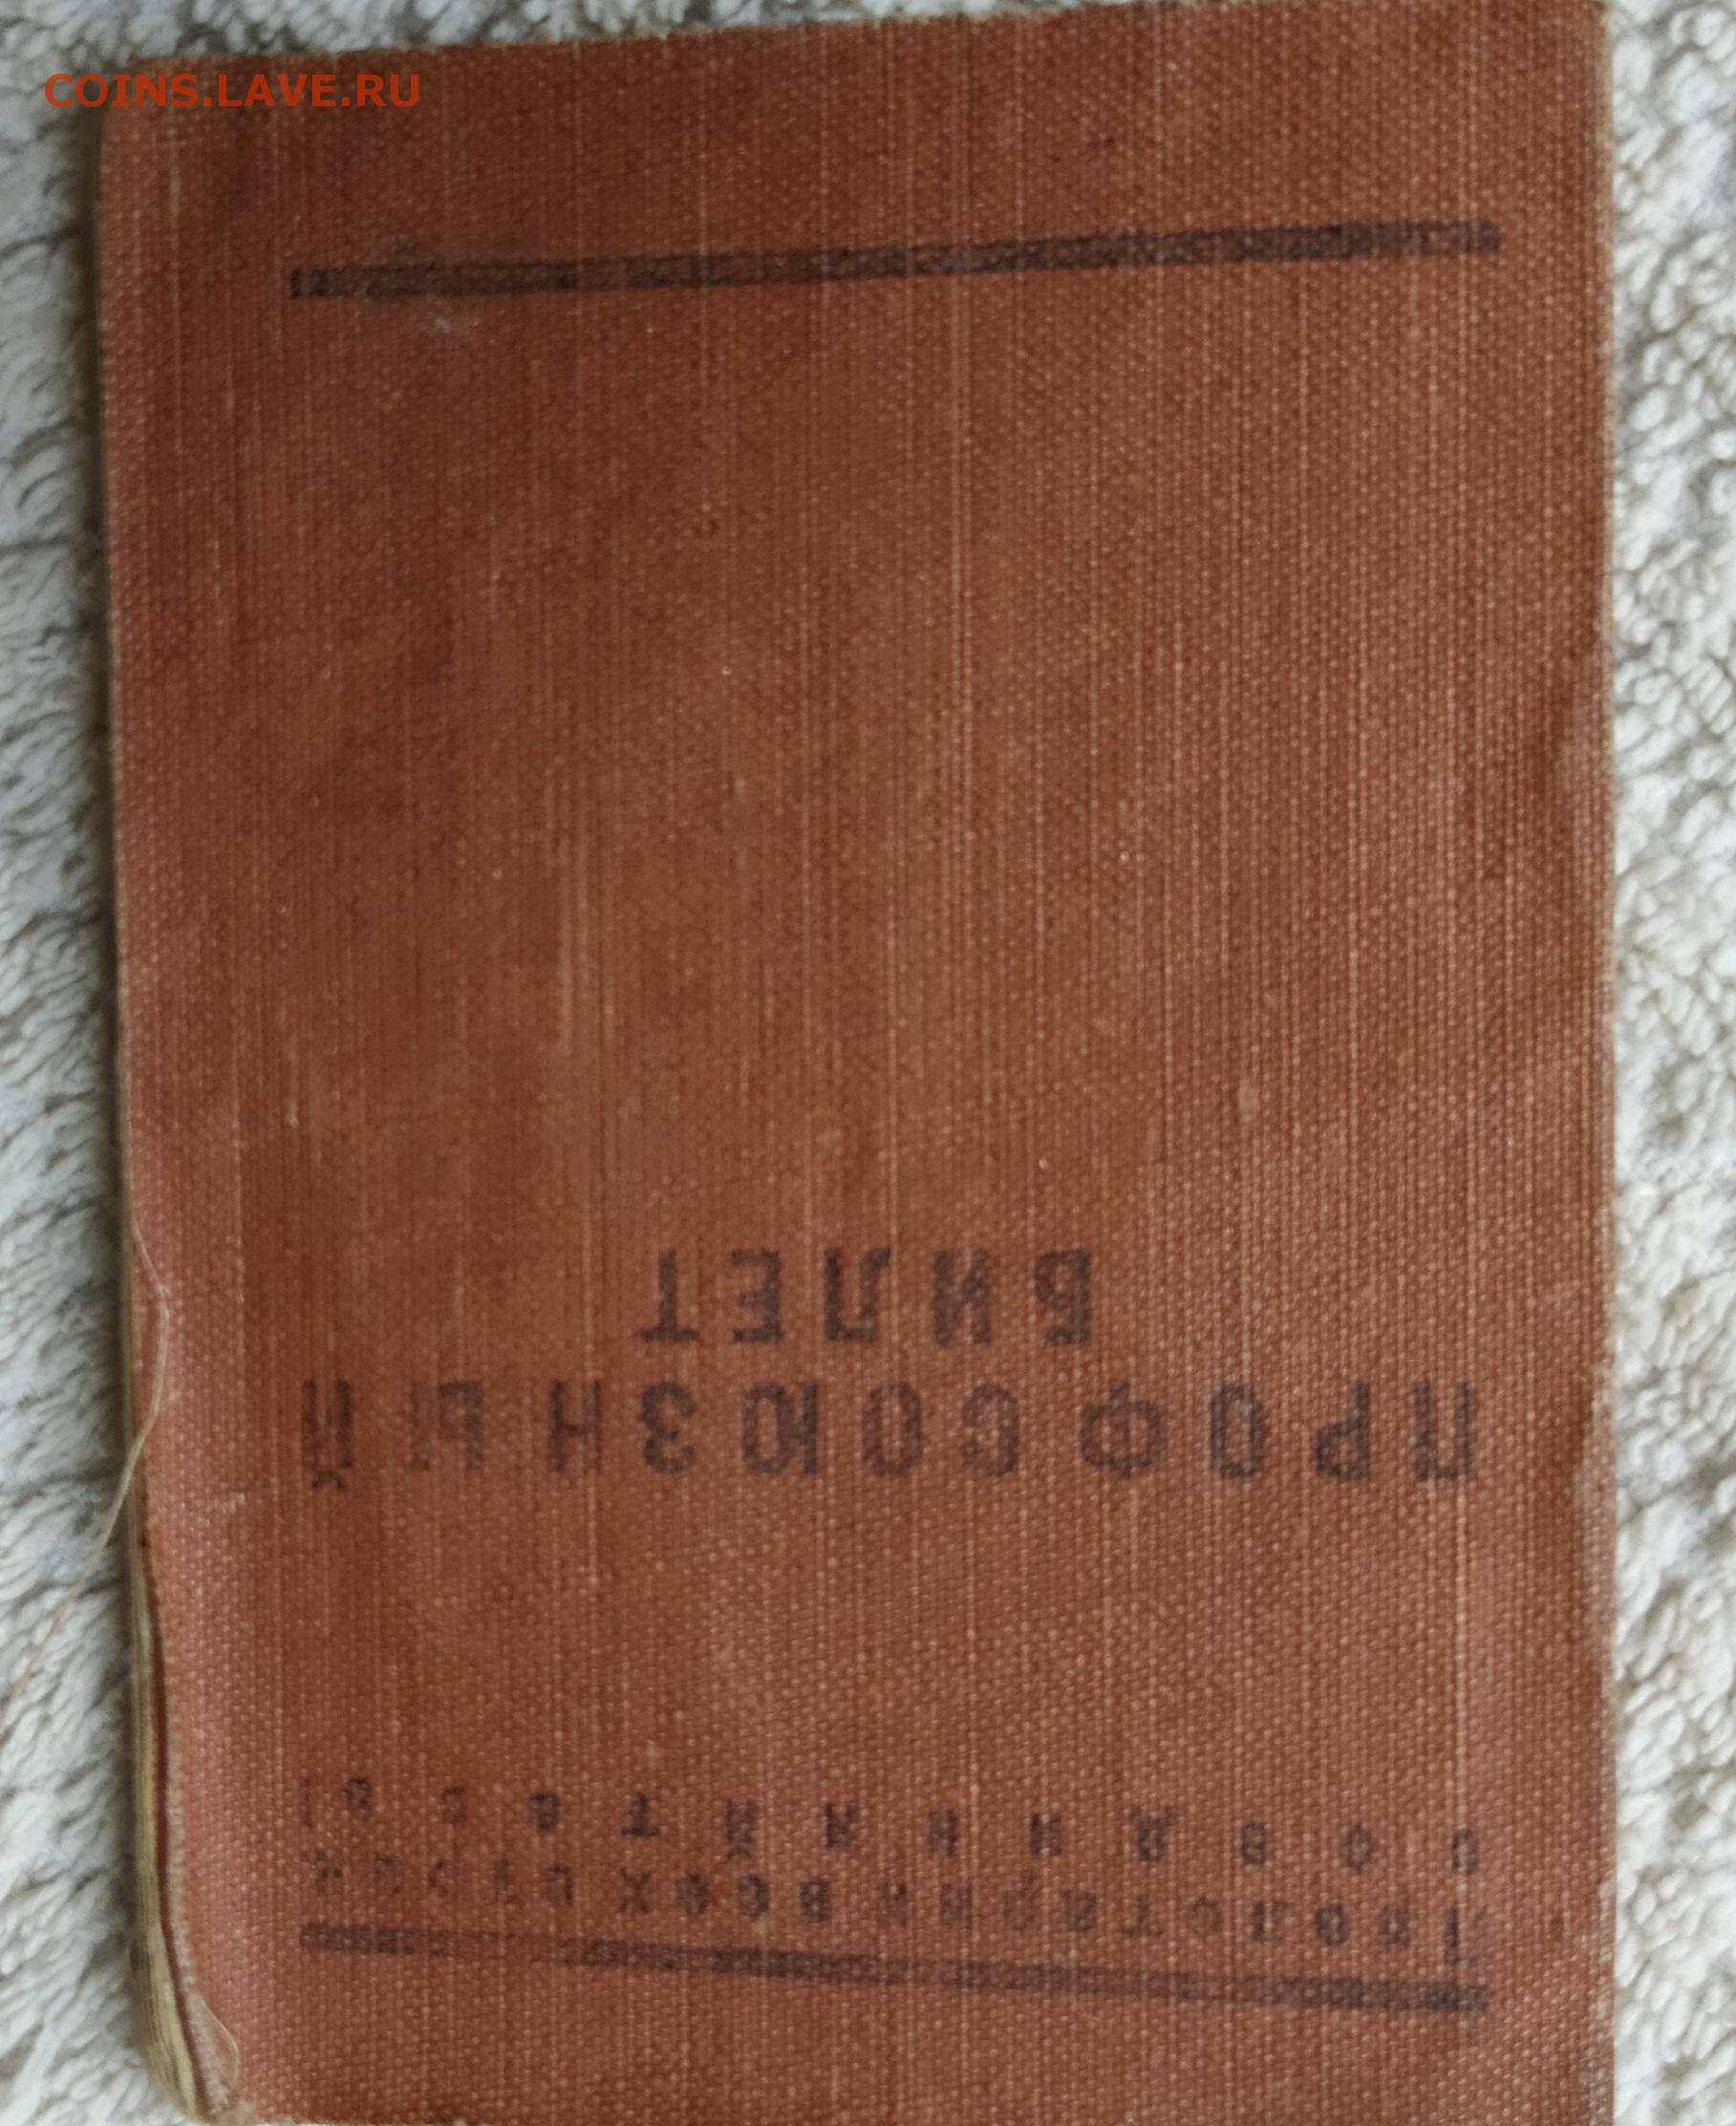 COINS.LAVE.RU
Пролетарии всех стран,
соединяйтесь!
ПРОФСОЮЗНЫЙ
БИЛЕТ